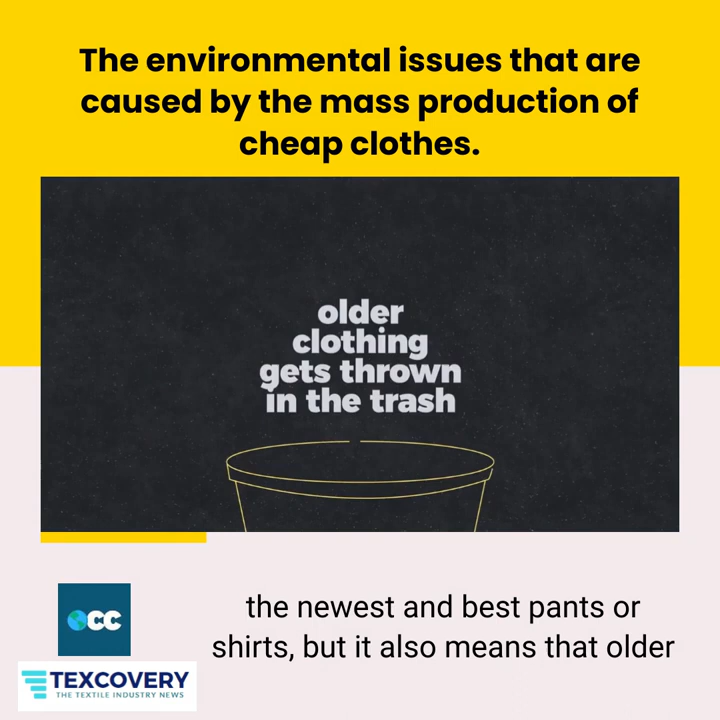 The environmental issues that are
caused by the mass production of
cheap clothes.
older
clothing
gets thrown
in the trash
the newest and best pants or
shirts, but it also means that older
CC
TEXCOVERY
THE TEXTILE INDUSTRY NEWS